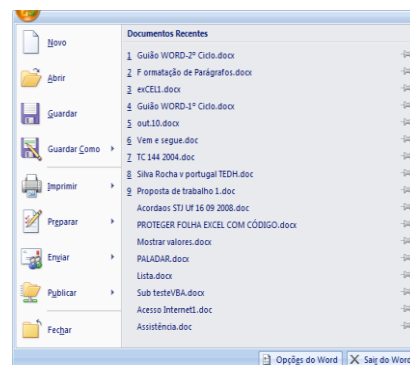 Novo
Abrir
Guardar
Guardar Como
Imprimir
Preparar
Enviar
Publicar
Fechar
Documentos Recentes
1 Guião WORD-2º Ciclo.docx
2 F ormatação de Parágrafos.docx
3 exCEL1.docx
4 Guião WORD-1º Ciclo.docx
5 out.10.docx
6 Vem e segue.doc
7 TC 144 2004.doc
8 Silva Rocha v portugal TEDH.doc
9 Proposta de trabalho 1.doc
Acordaos STJ Uf 16 09 2008.doc
PROTEGER FOLHA EXCEL COM CÓDIGO.docx
Mostrar valores.docx
PALADAR.docx
Lista.docx
Sub testeVBA.docx
Acesso Internet1.doc
Assistência.doc
Opções do Word
Sair do Word